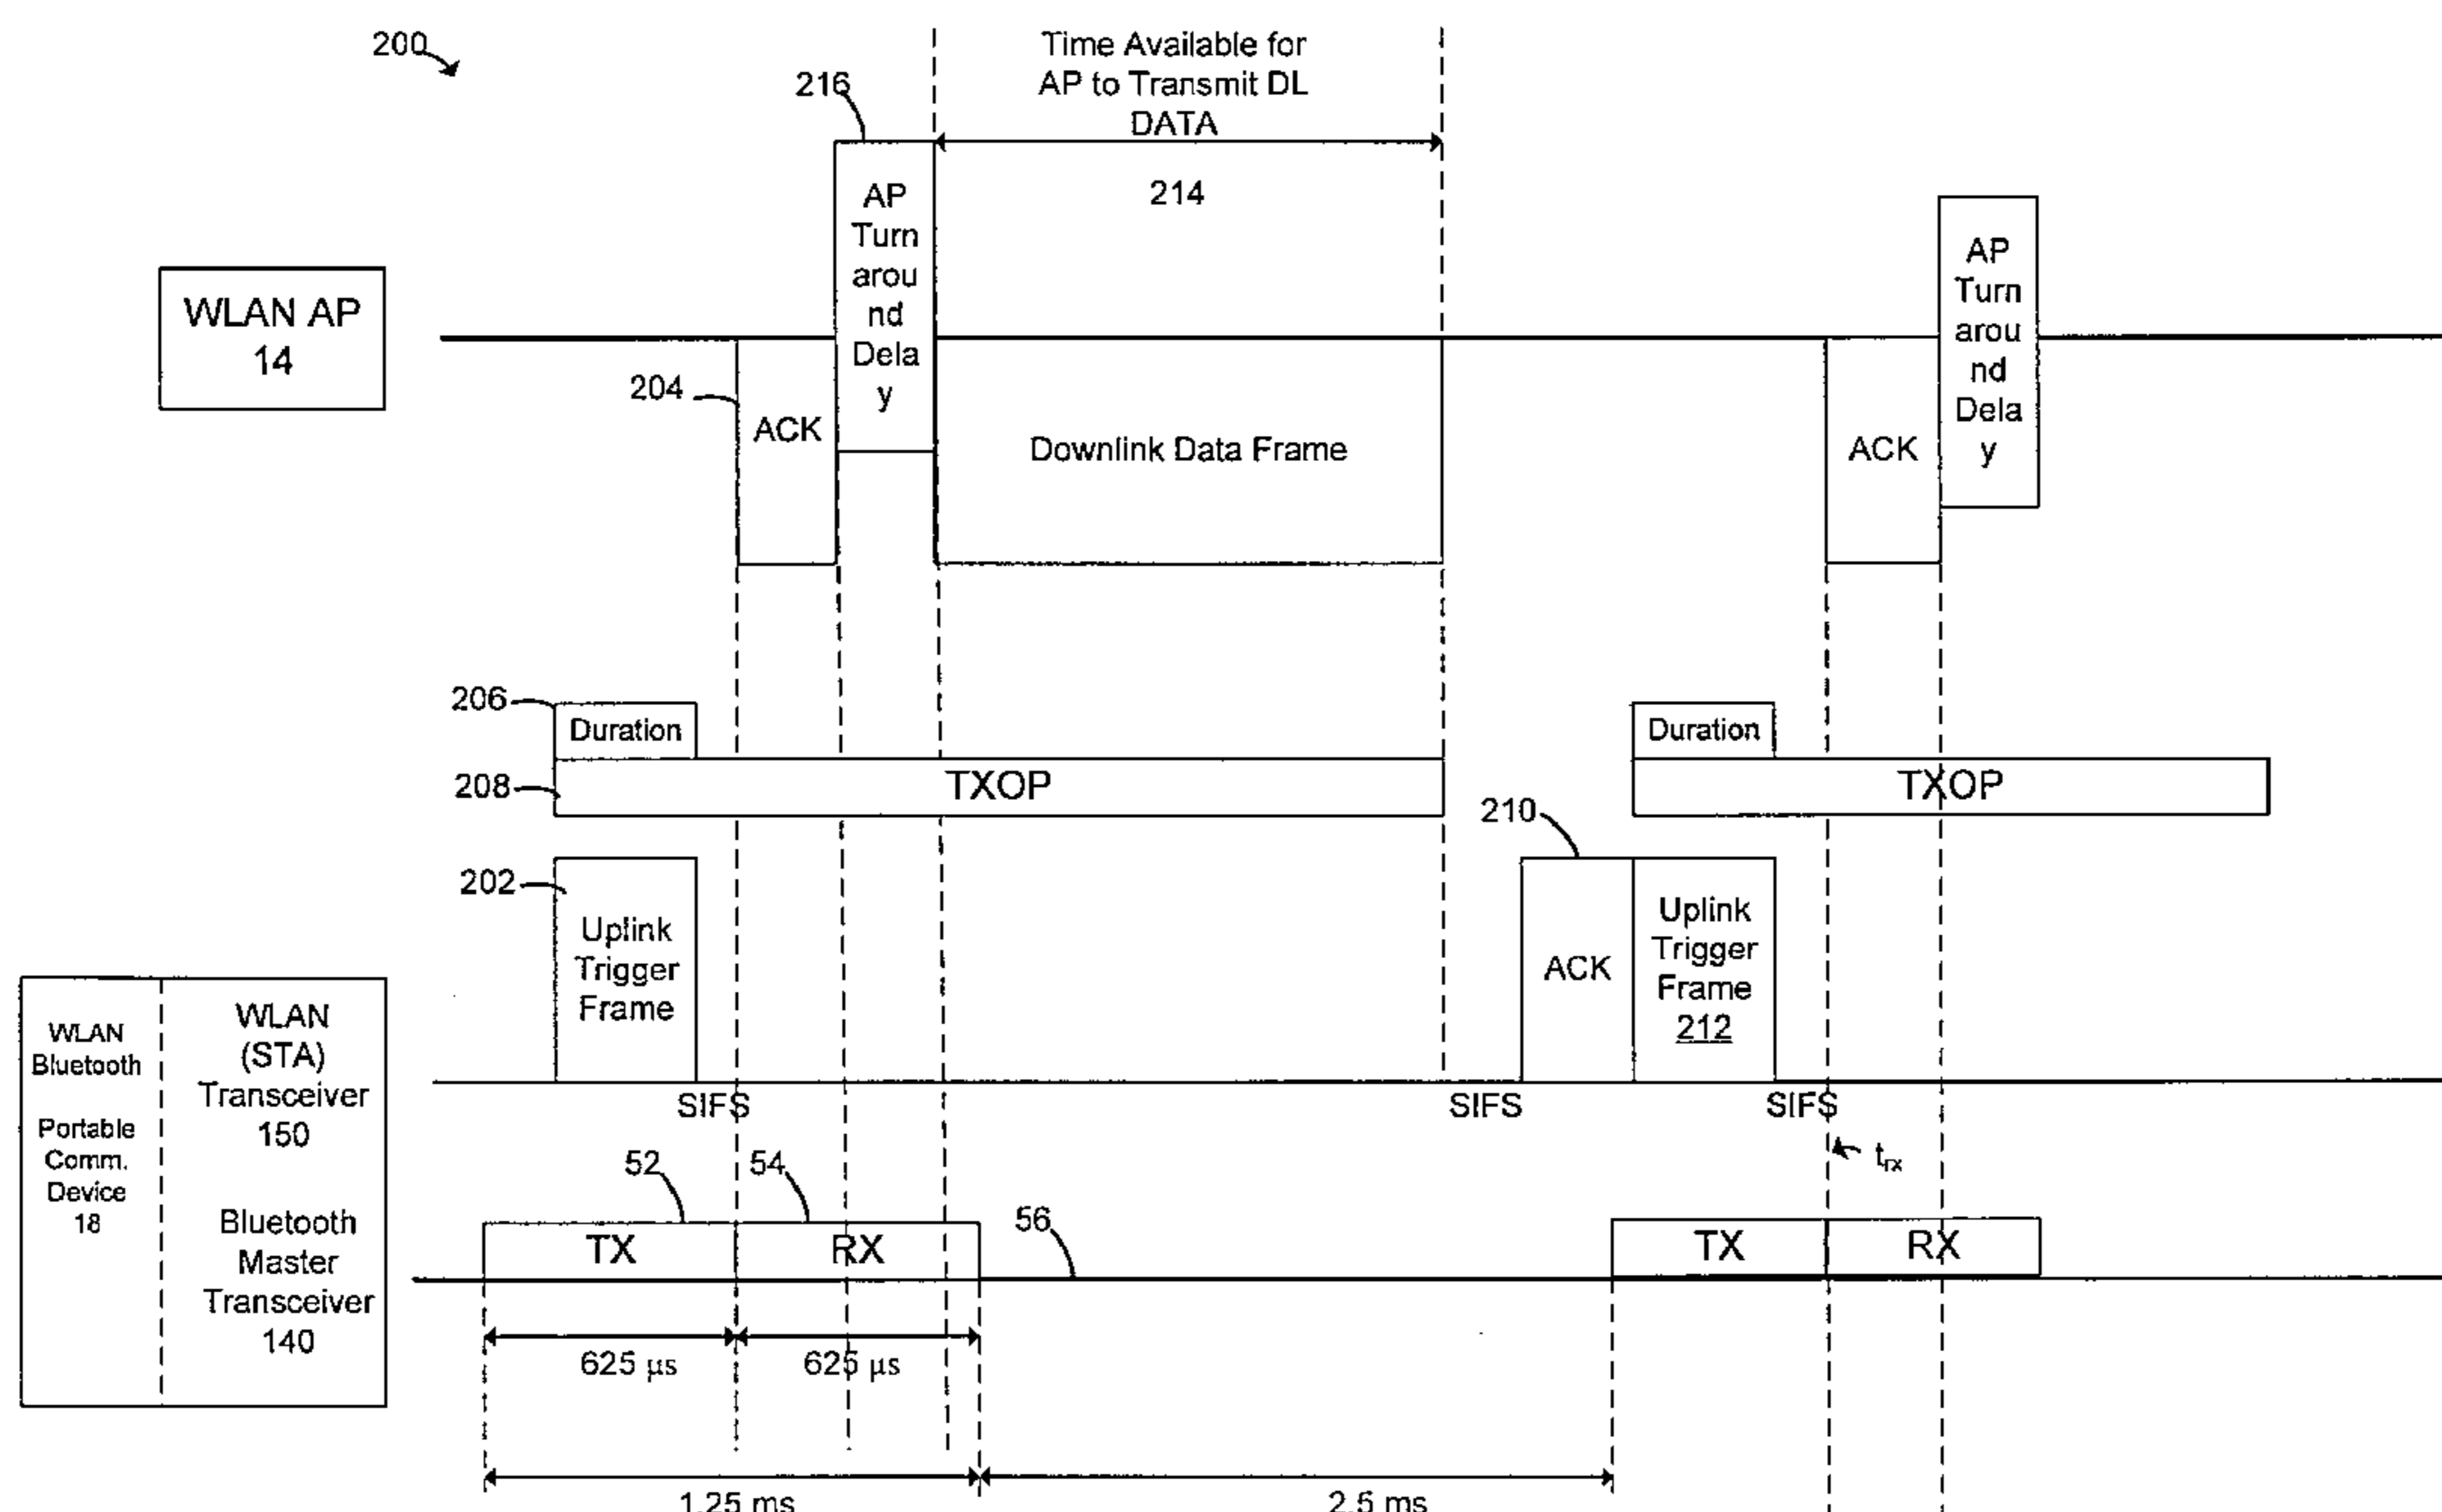 200
216
Time Available for
AP to Transmit DL
DATA
214
AP
Turn
arou
nd
Dela
y
AP
Turn
arou
nd
Dela
y
WLAN AP
14
204
ACK
Downlink Data Frame
ACK
206
Duration
Duration
208
TXOP
TXOP
210
202
Uplink
Trigger
Frame
ACK
Uplink
Trigger
Frame
212
WLAN
Bluetooth
Portable
Comm.
Device
18
WLAN
(STA)
Transceiver
150
Bluetooth
Master
Transceiver
140
SIFS
SIFS
SIFS
trx
52
54
56
TX
RX
TX
RX
625 µs
625 µs
1.25 ms
2.5 ms